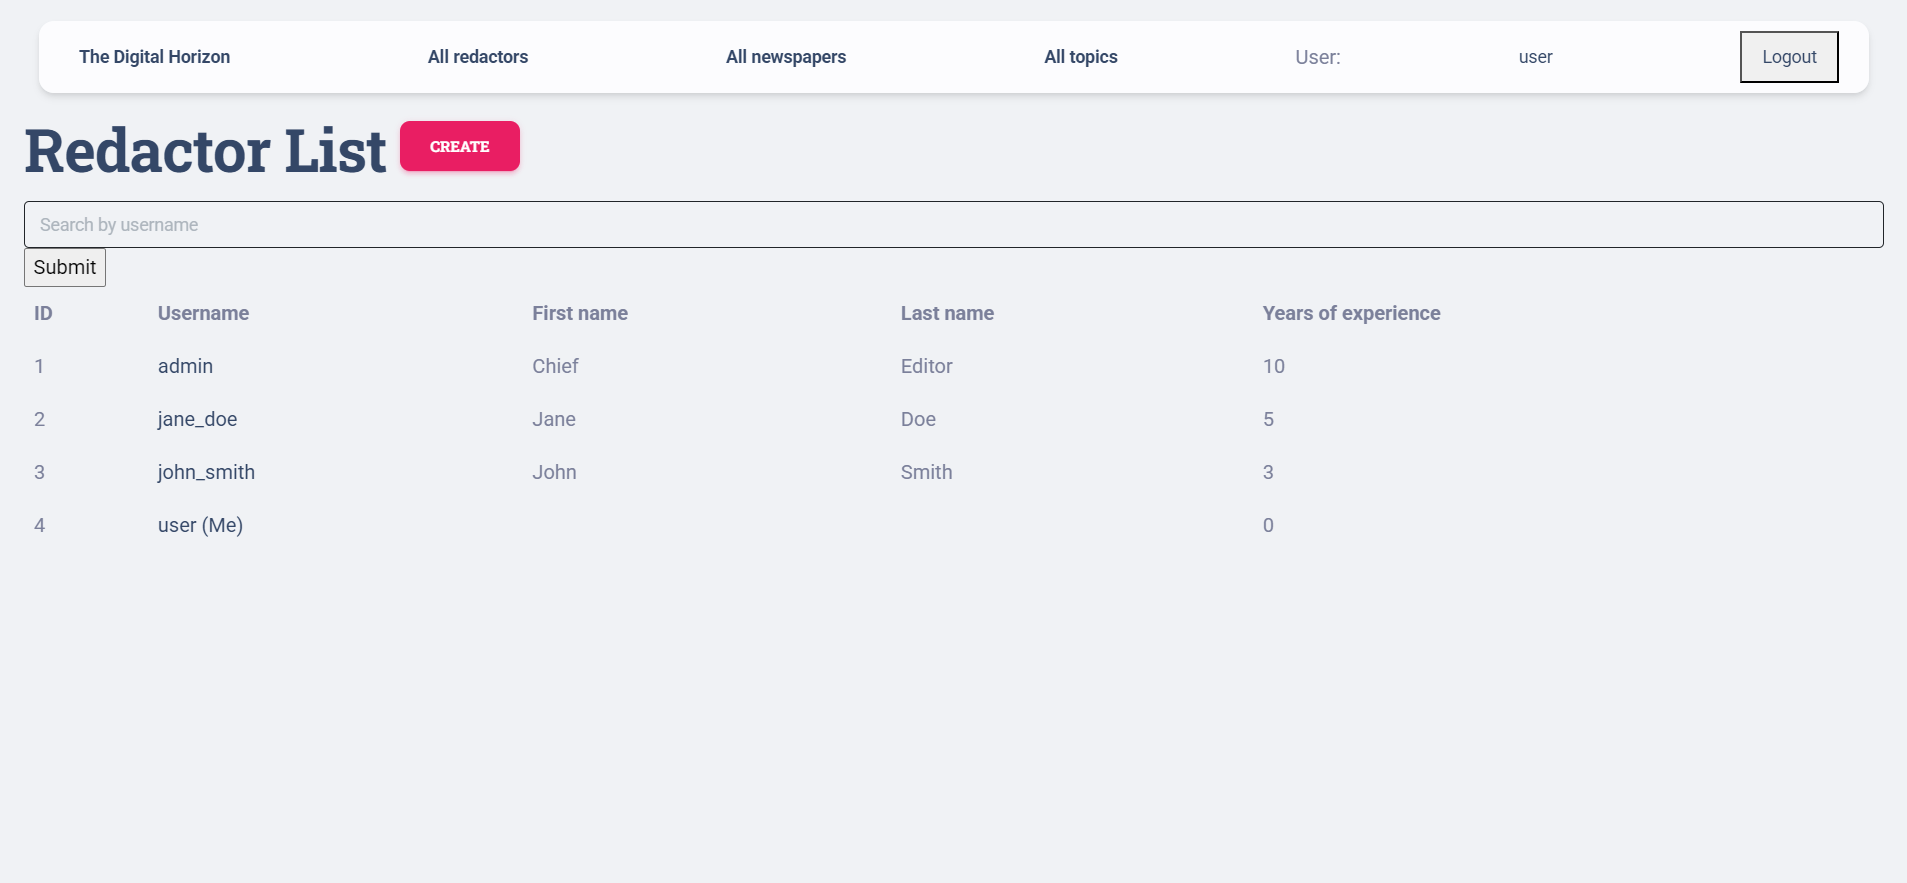 The Digital Horizon All redactors All newspapers All topics User: user Logout
Redactor List CREATE
Search by username
Submit
ID Username First name Last name Years of experience
1 admin Chief Editor 10
2 jane_doe Jane Doe 5
3 john_smith John Smith 3
4 user (Me) 0